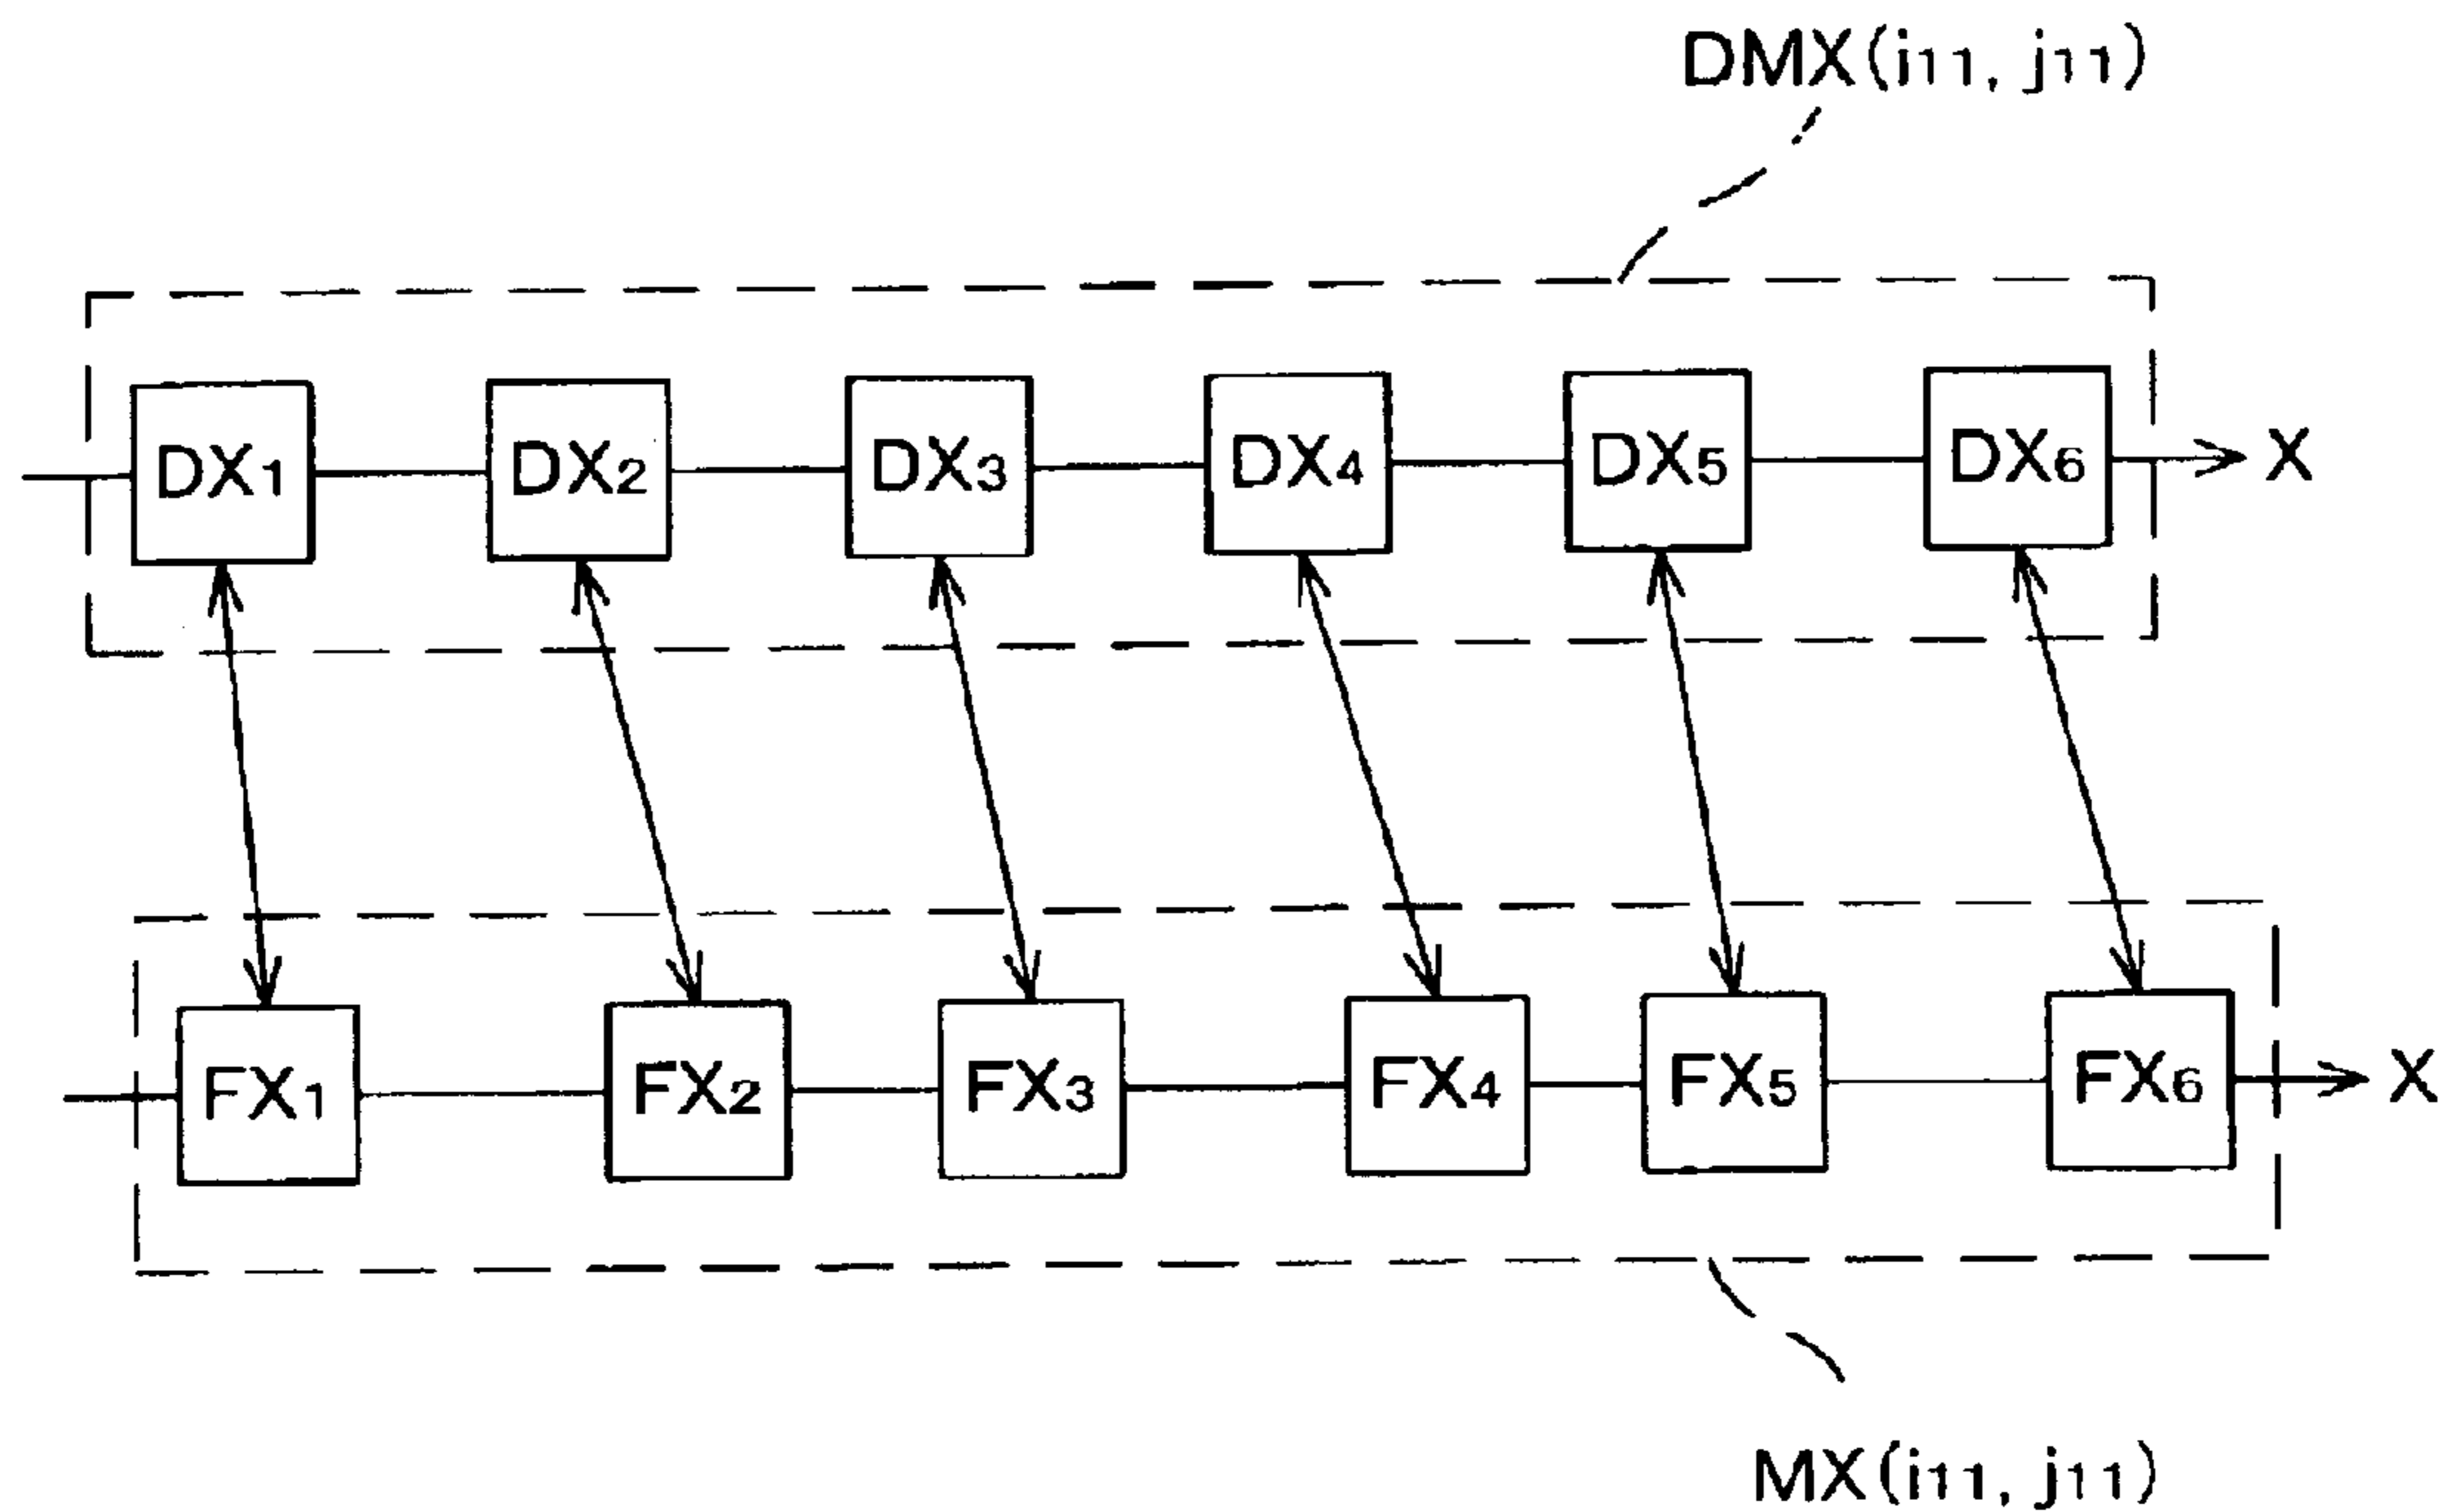 DMX(i11, j11)
DX1 DX2 DX3 DX4 DX5 DX6 X
FX1 FX2 FX3 FX4 FX5 FX6 X
MX(i11, j11)